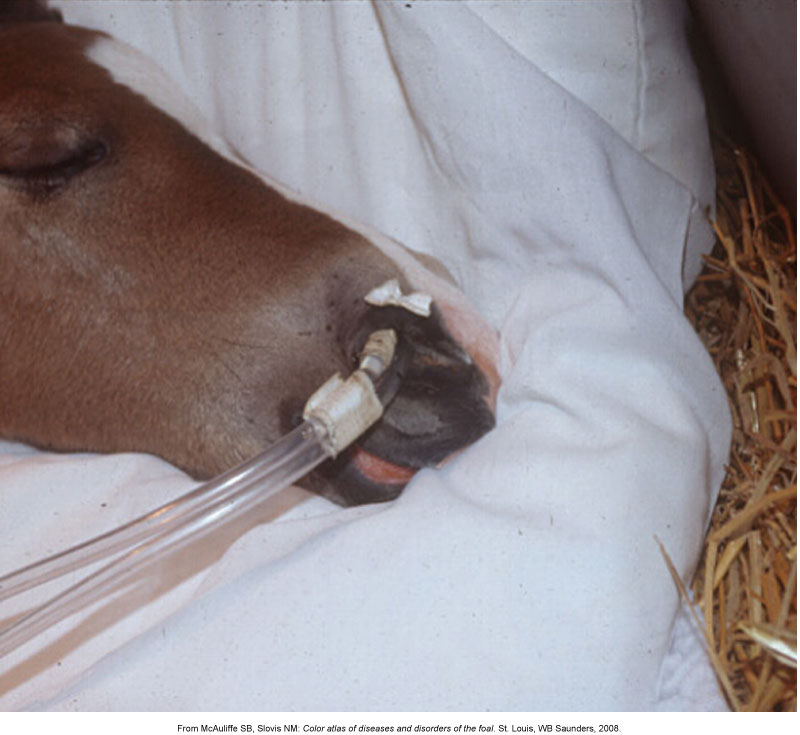 From McAuliffe SB, Slovis NM: Color atlas of diseases and disorders of the foal. St. Louis, WB Saunders, 2008.